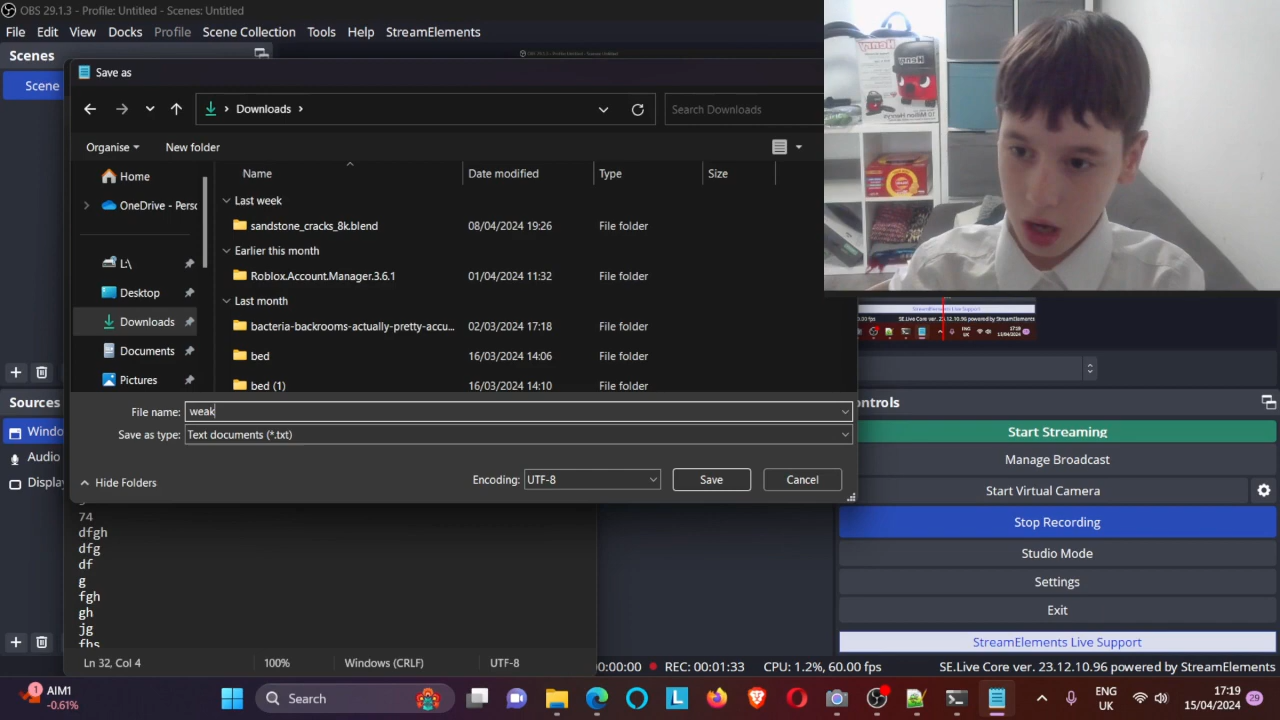 OBS 29.1.3 - Profile: Untitled - Scenes: Untitled
File Edit View Docks Profile Scene Collection Tools Help StreamElements
Scenes
Scene
Save as
Downloads
Search Downloads
Organise New folder
Name Date modified Type Size
Home
OneDrive - Perso
L\
Desktop
Downloads
Documents
Pictures
Last week
sandstone_cracks_8k.blend 08/04/2024 19:26 File folder
Earlier this month
Roblox.Account.Manager.3.6.1 01/04/2024 11:32 File folder
Last month
02/03/2024 17:18 File folder
bed 16/03/2024 14:06 File folder
bed (1) 16/03/2024 14:10 File folder
File name: weak
Save as type: Text documents (*.txt)
Hide Folders
Encoding: UTF-8 Save Cancel
Sources
Windo
Audio
Display
74
dfgh
dfg
df
g
fgh
gh
jg
fhs
Ln 32, Col 4 100% Windows (CRLF) UTF-8
Henry
ontrols
Start Streaming
Manage Broadcast
Start Virtual Camera
Stop Recording
Studio Mode
Settings
Exit
StreamElements Live Support
00:00:00 REC: 00:01:33 CPU: 1.2%, 60.00 fps SE.Live Core ver. 23.12.10.96 powered by StreamElements
1 AIM1
-0.61%
Search
ENG
UK
17:19
15/04/2024
29